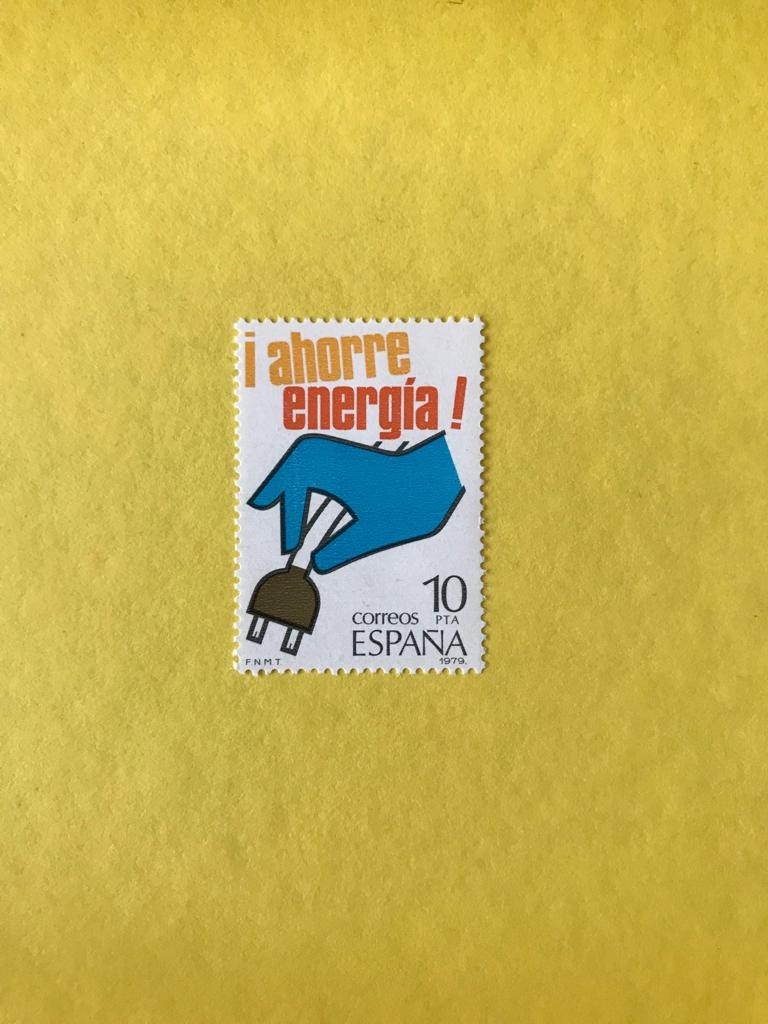 ¡ahorre
energía!
10
correos PTA
ESPAÑA
F.N.M.T. 1979.